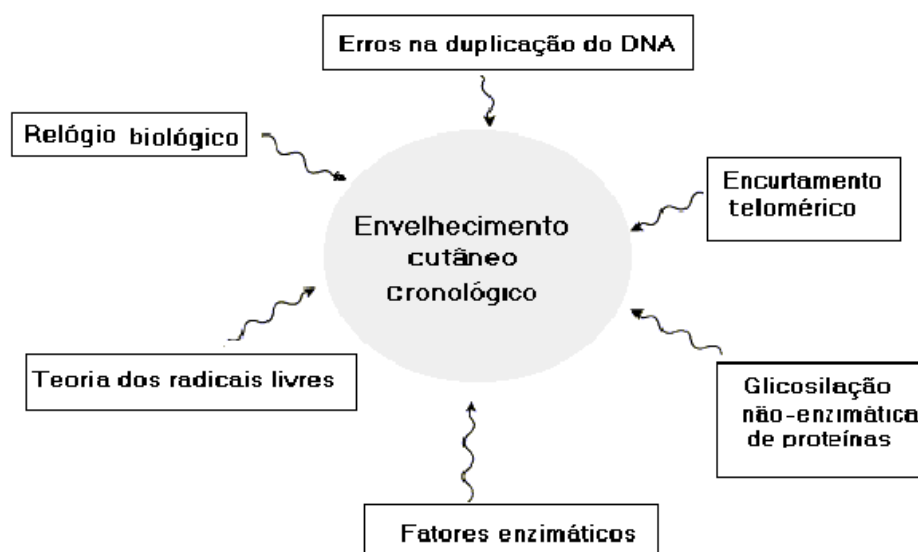 Erros na duplicação do DNA
Relógio biológico
Encurtamento
telomérico
Envelhecimento
cutâneo
cronológico
Teoria dos radicais livres
Glicosilação
não-enzimática
de proteínas
Fatores enzimáticos